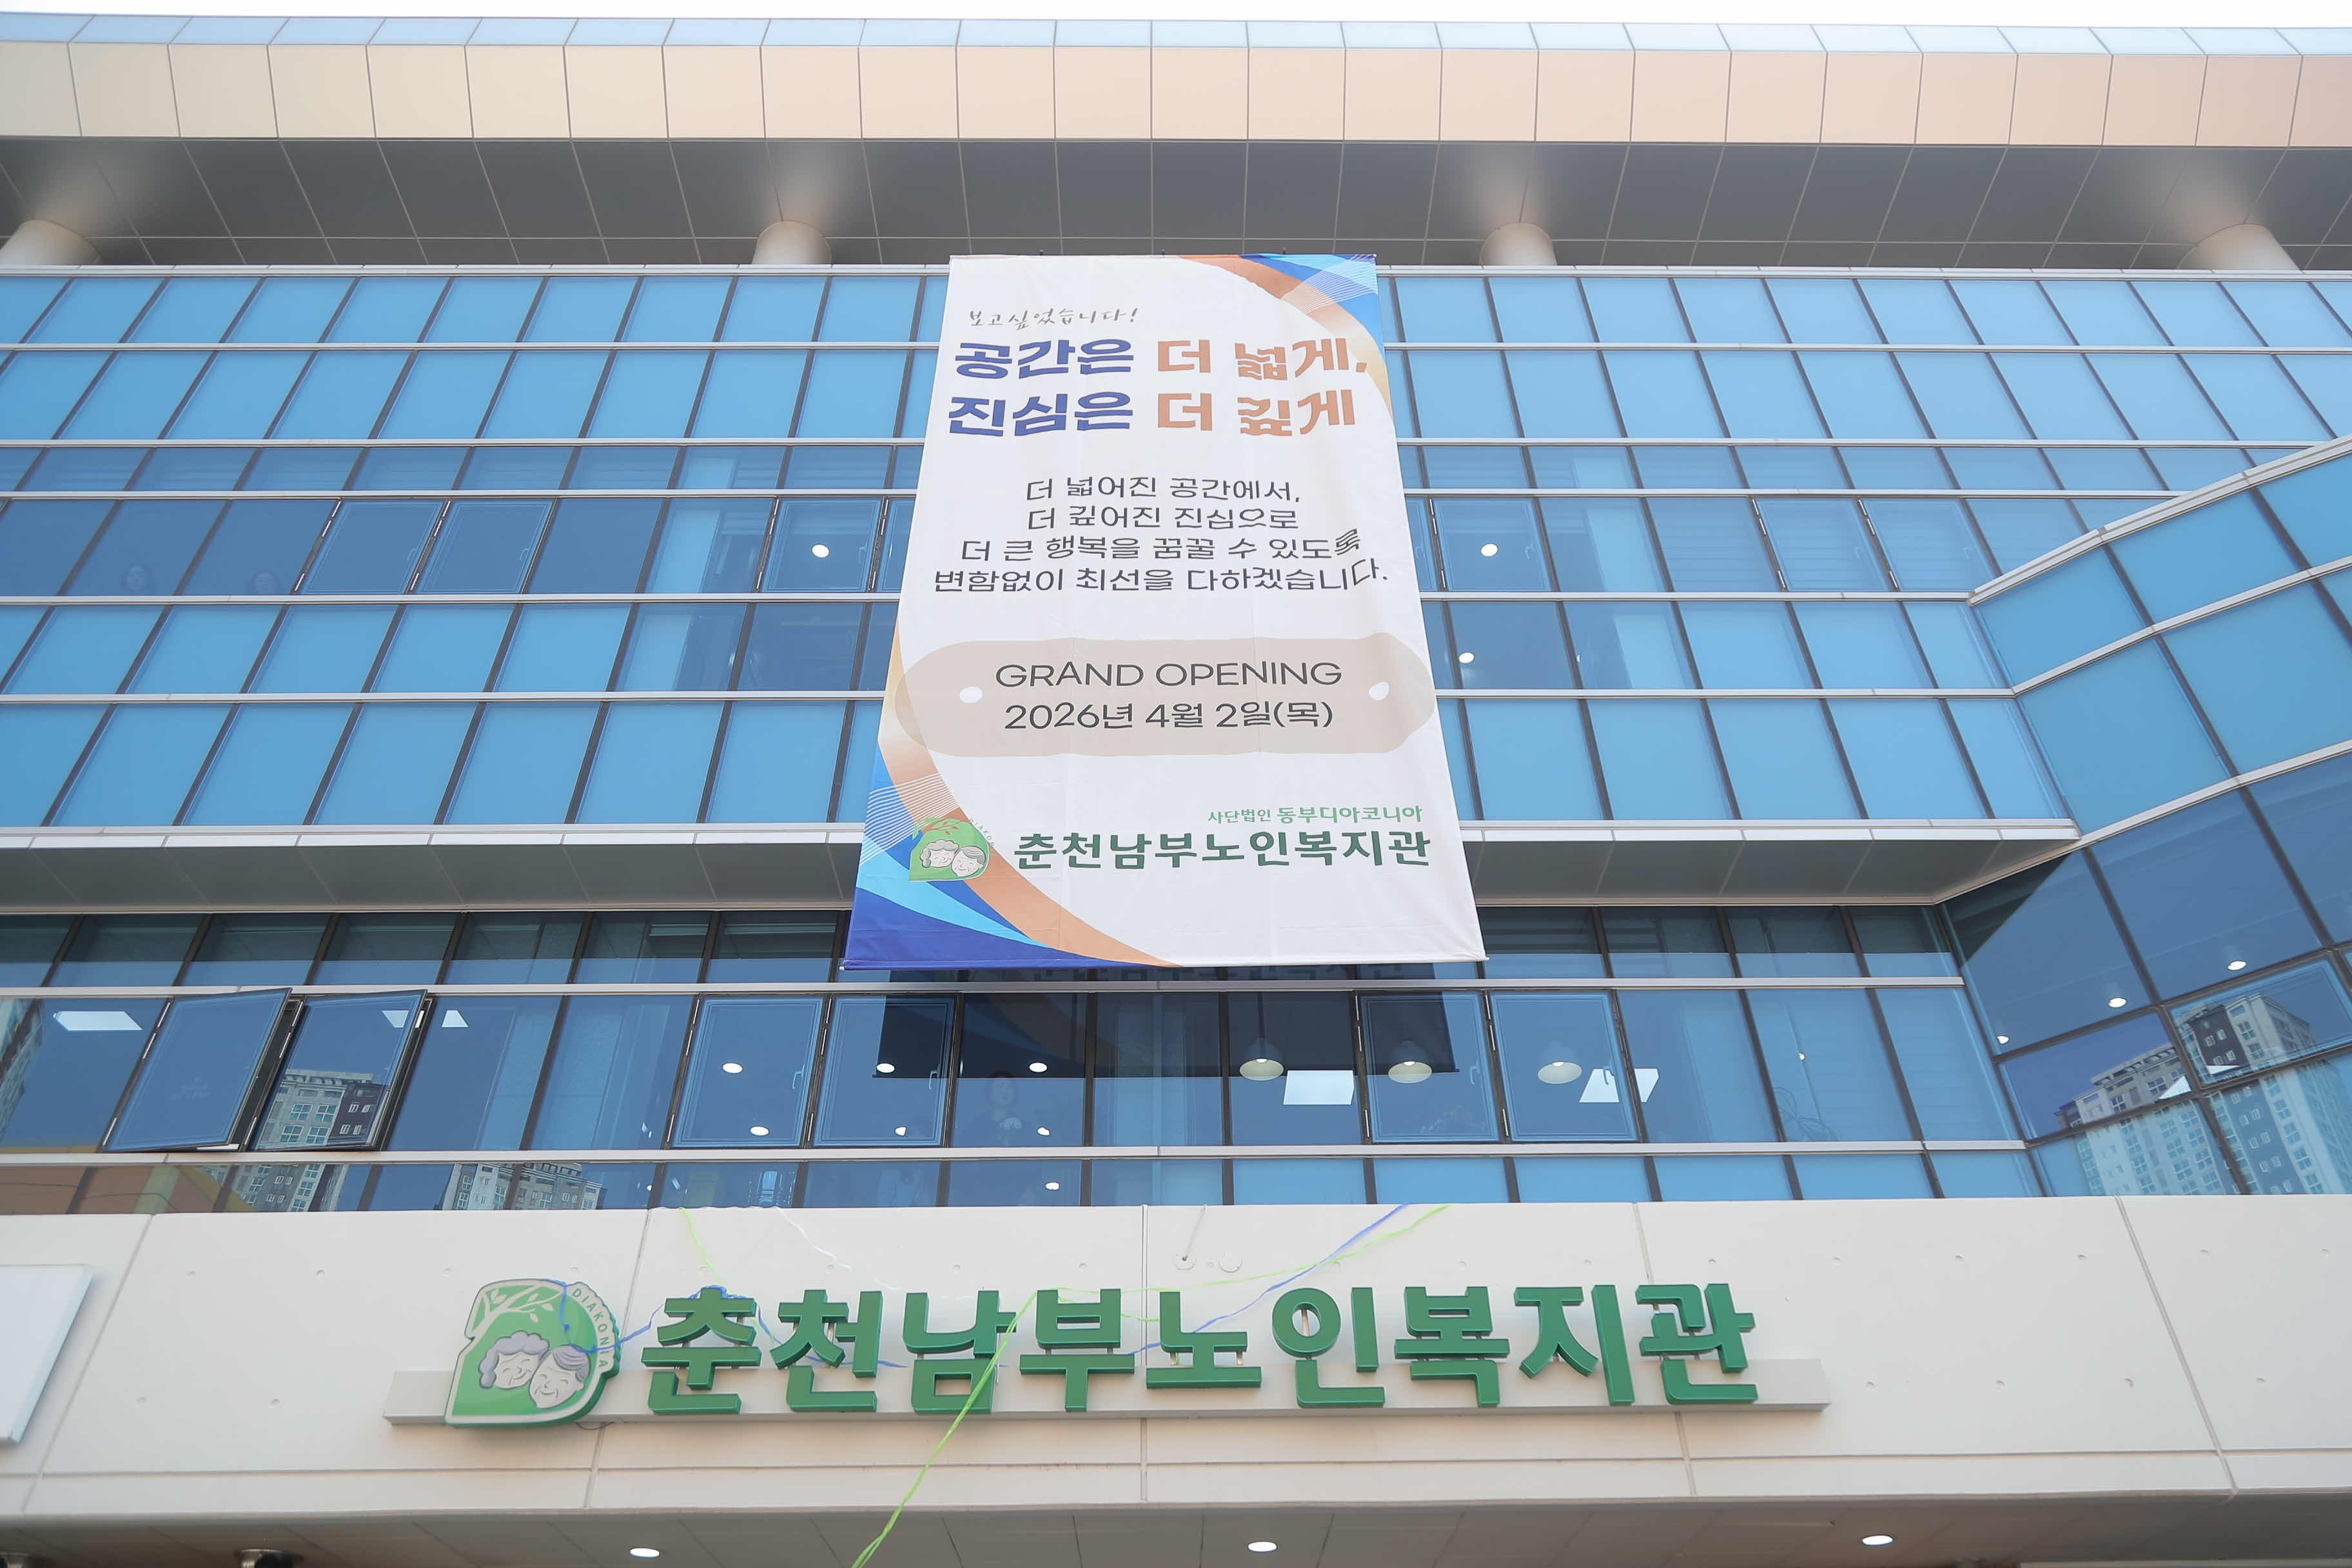 보고싶었습니다!
공간은 더 넓게,
진심은 더 깊게
더 넓어진 공간에서,
더 깊어진 진심으로
더 큰 행복을 꿈꿀 수 있도록
변함없이 최선을 다하겠습니다.
GRAND OPENING
2026년 4월 2일(목)
사단법인 동부디아코니아
춘천남부노인복지관
DIAKONIA
춘천남부노인복지관